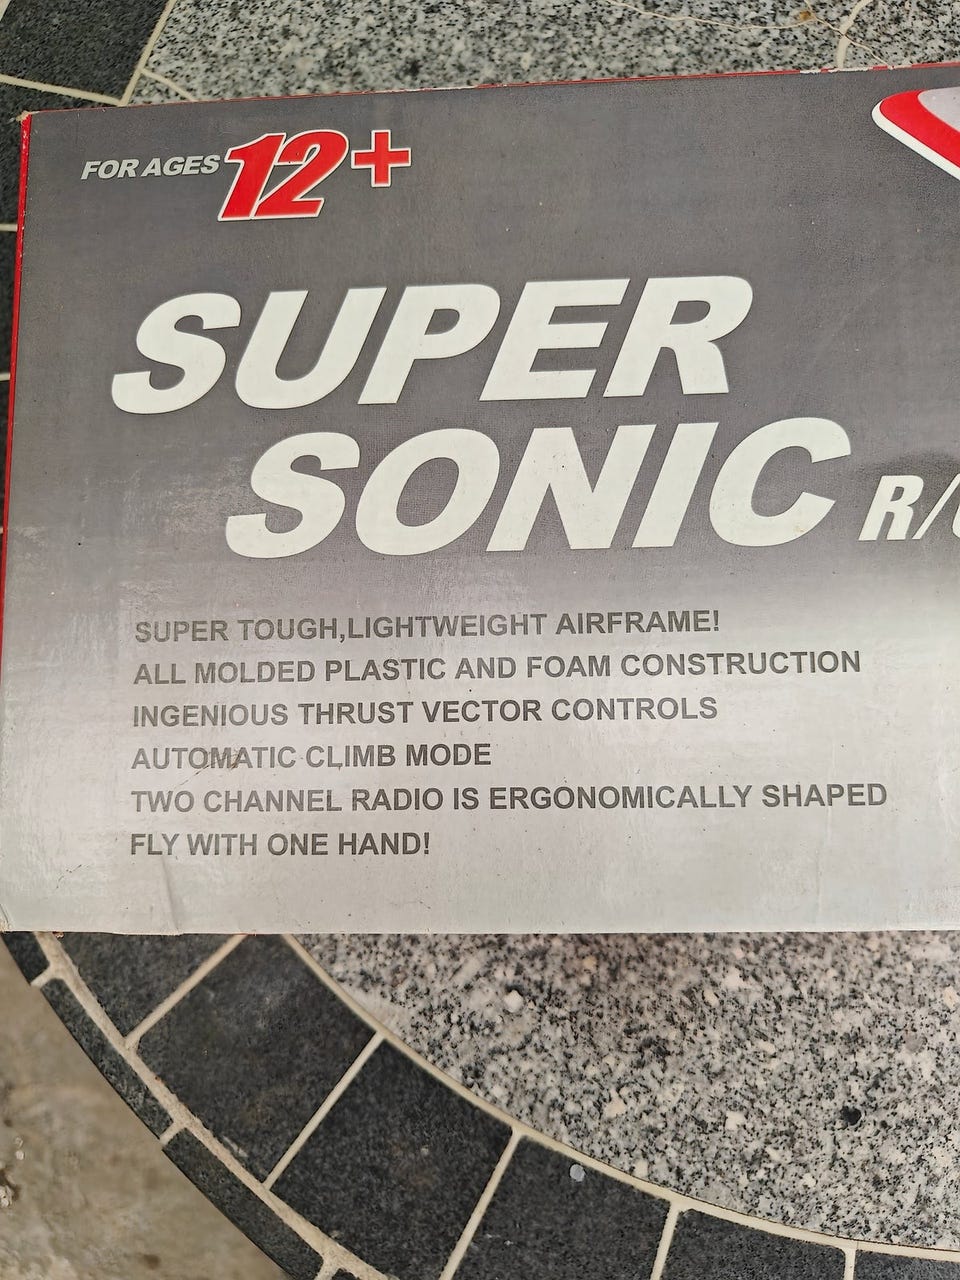 FOR AGES 12+
SUPER
SONIC R/
SUPER TOUGH,LIGHTWEIGHT AIRFRAME!
ALL MOLDED PLASTIC AND FOAM CONSTRUCTION
INGENIOUS THRUST VECTOR CONTROLS
AUTOMATIC CLIMB MODE
TWO CHANNEL RADIO IS ERGONOMICALLY SHAPED
FLY WITH ONE HAND!